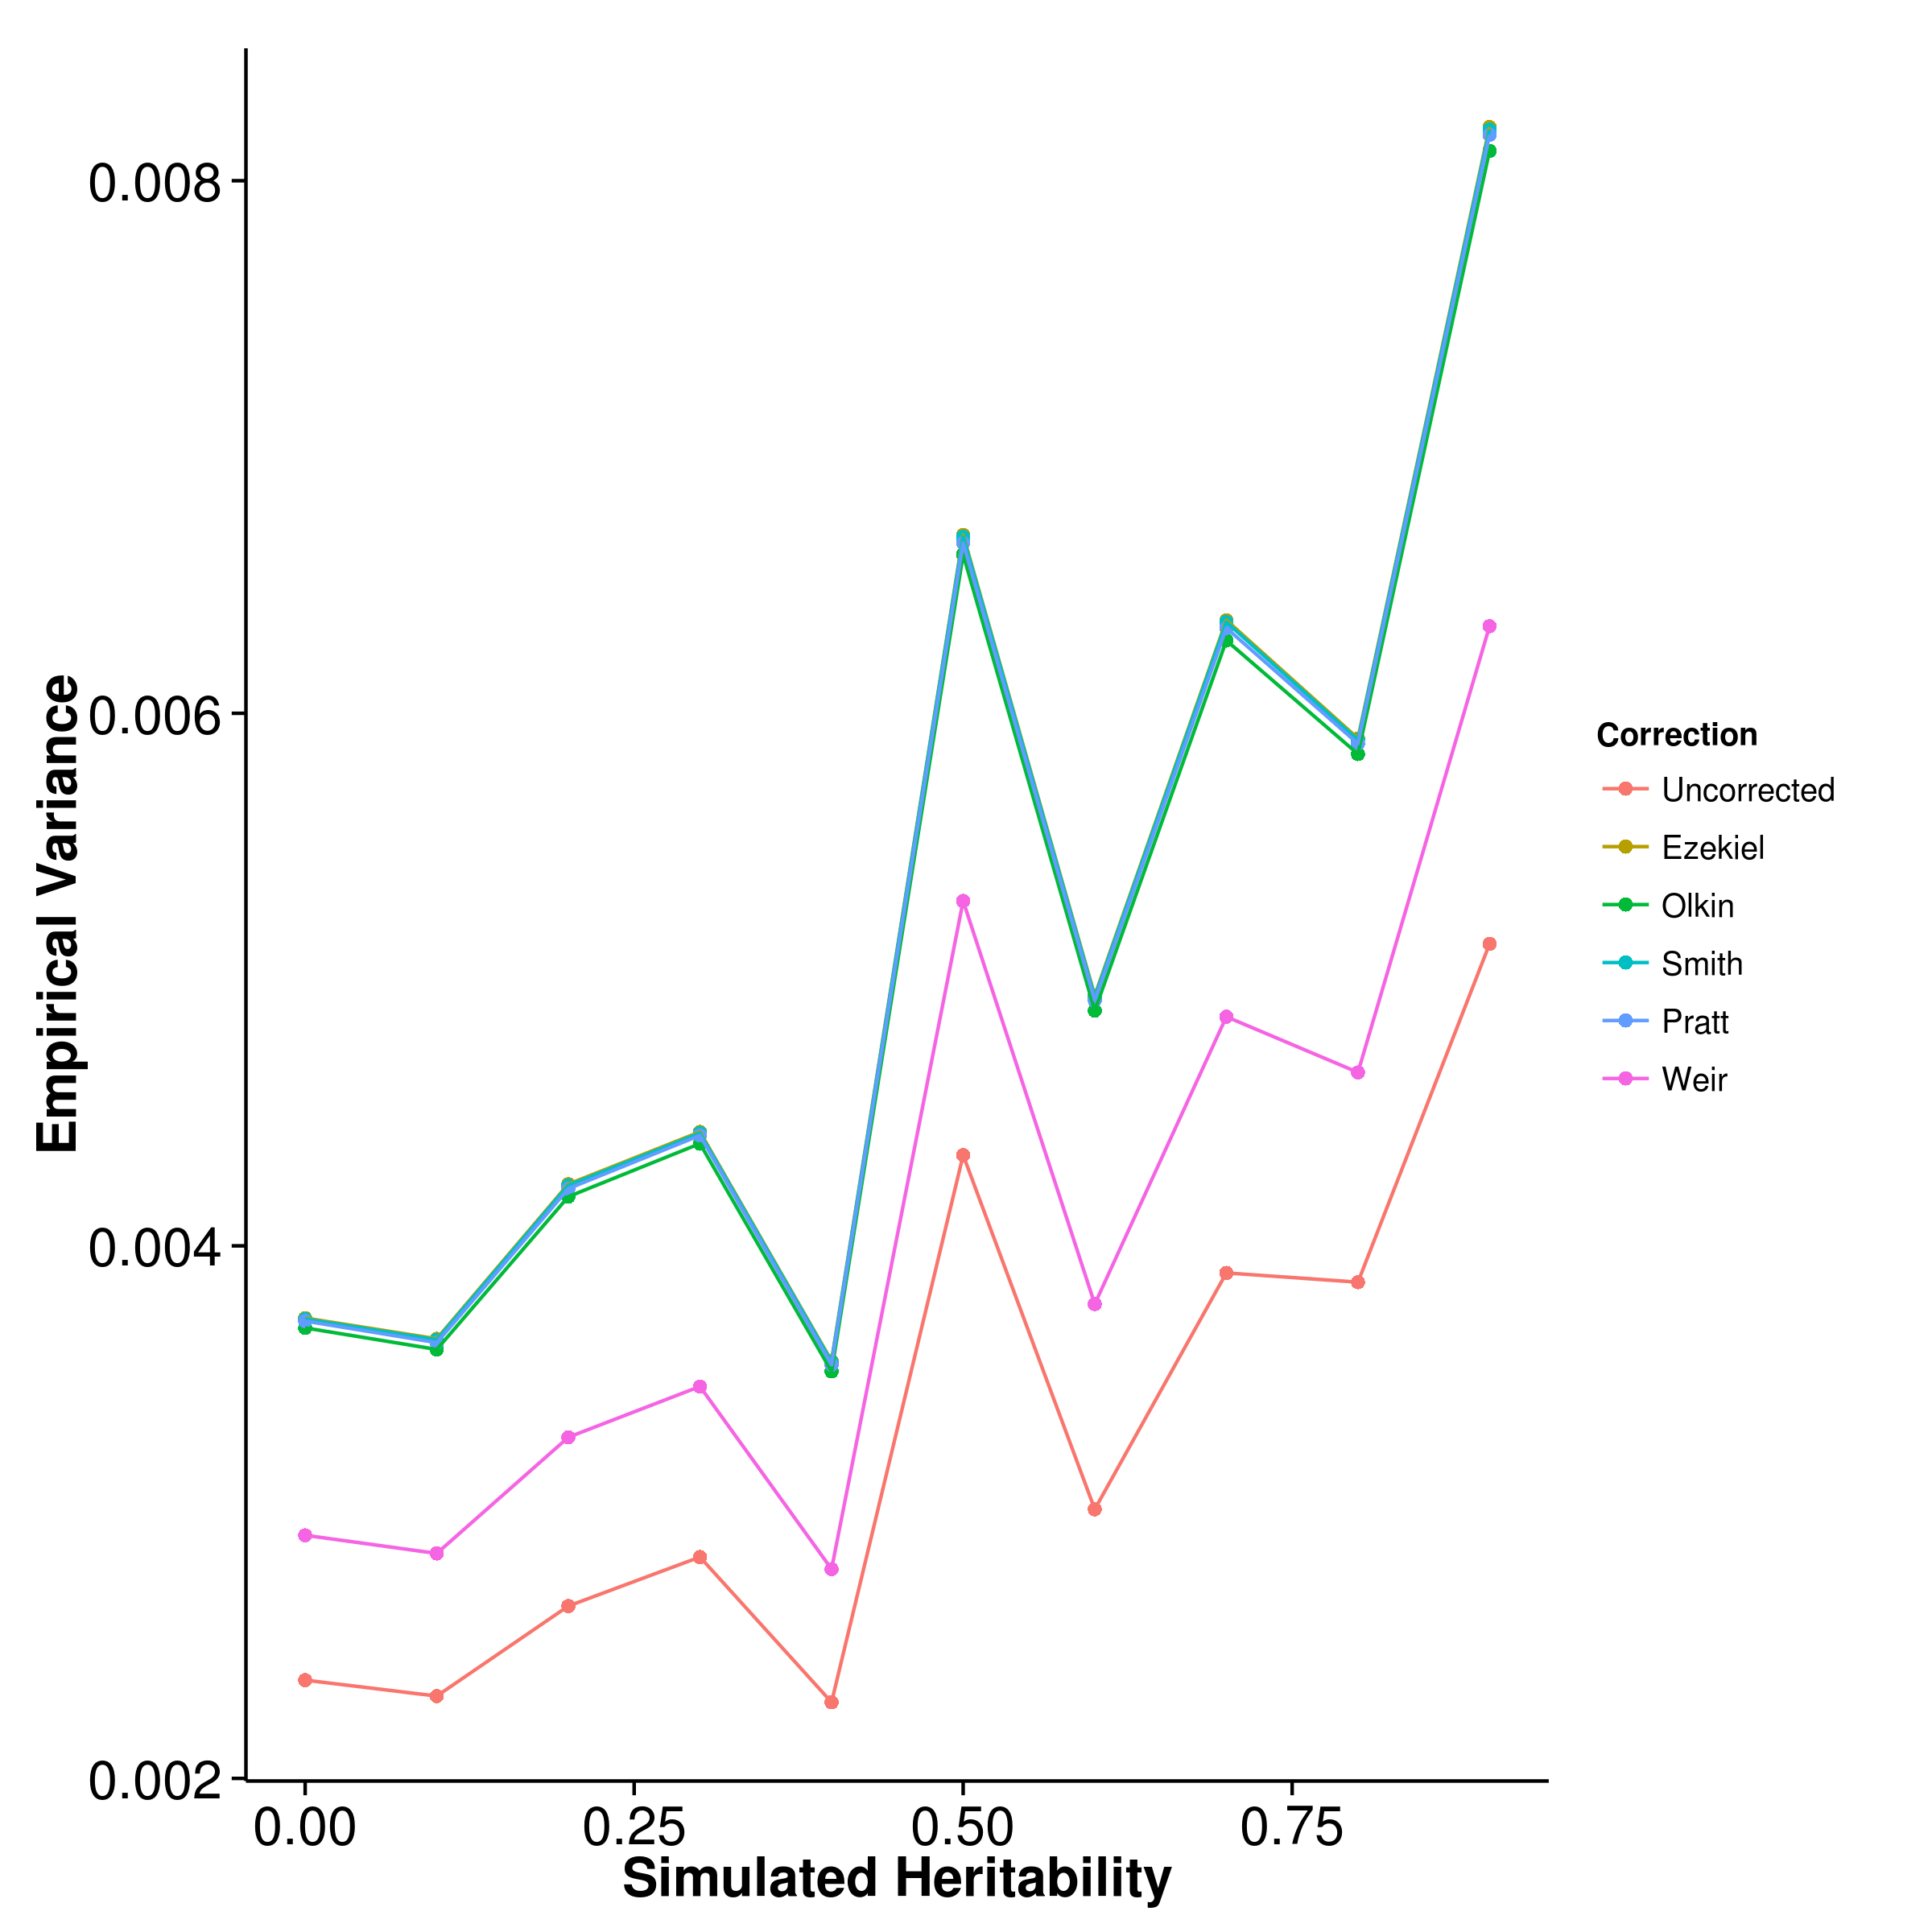 Empirical Variance
0.008
0.006
0.004
0.002
0.00
0.25
0.50
0.75
Simulated Heritability
Correction
Uncorrected
Ezekiel
Olkin
Smith
Pratt
Weir